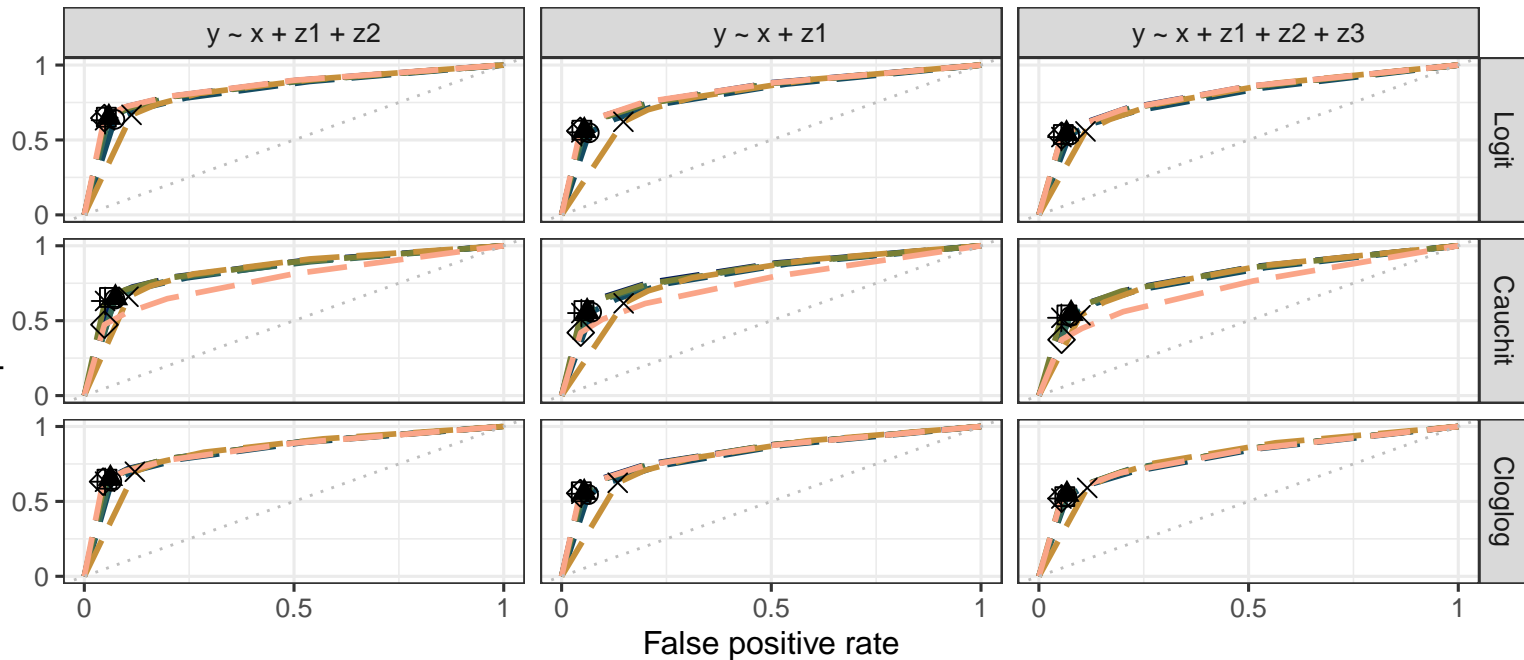 y ~ x + z1 + z2
y ~ x + z1
y ~ x + z1 + z2 + z3
1
0.5
0
Logit
1
0.5
0
Cauchit
1
0.5
0
Cloglog
0 0.5 1
0 0.5 1
0 0.5 1
False positive rate